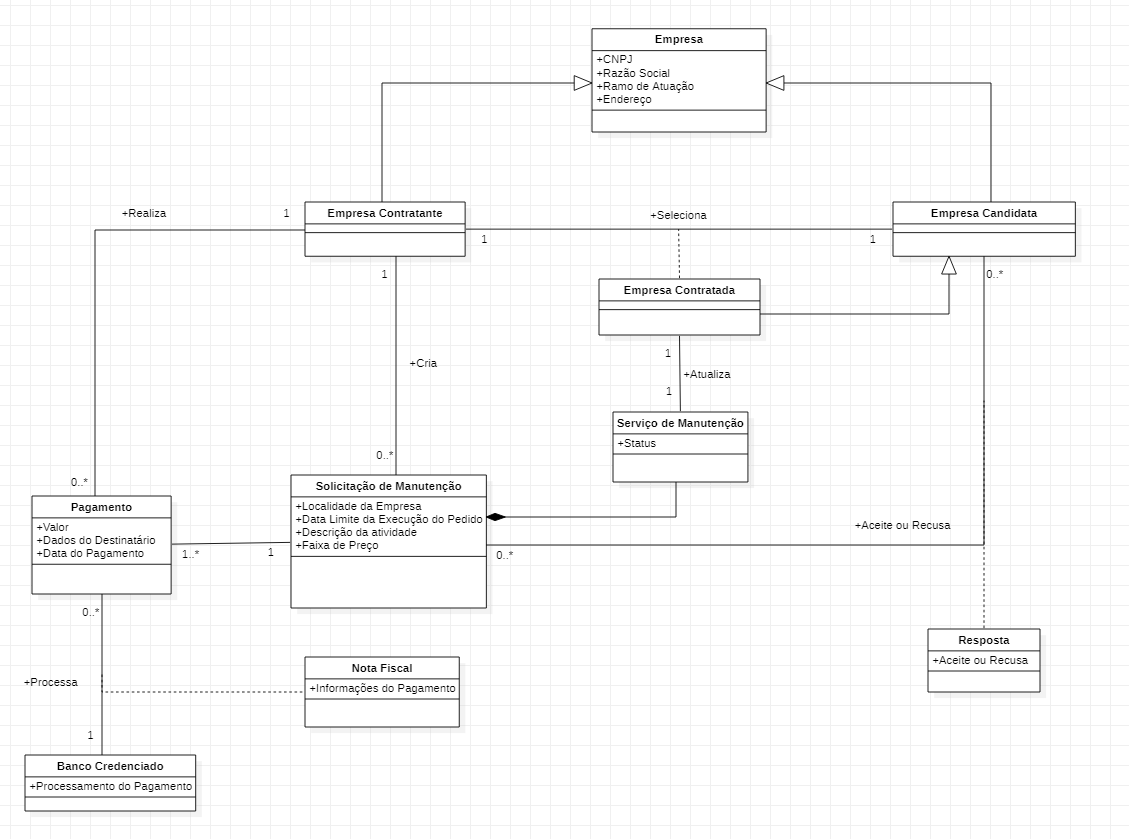 Empresa
+CNPJ
+Razão Social
+Ramo de Atuação
+Endereço
+Realiza
1
Empresa Contratante
+Seleciona
Empresa Candidata
1
1
1
0..*
Empresa Contratada
1
+Atualiza
1
+Cria
Serviço de Manutenção
+Status
0..*
0..*
Solicitação de Manutenção
+Localidade da Empresa
+Data Limite da Execução do Pedido
+Descrição da atividade
+Faixa de Preço
Pagamento
+Valor
+Dados do Destinatário
+Data do Pagamento
1..*
1
0..*
+Aceite ou Recusa
0..*
Resposta
+Aceite ou Recusa
Nota Fiscal
+Informações do Pagamento
+Processa
1
Banco Credenciado
+Processamento do Pagamento